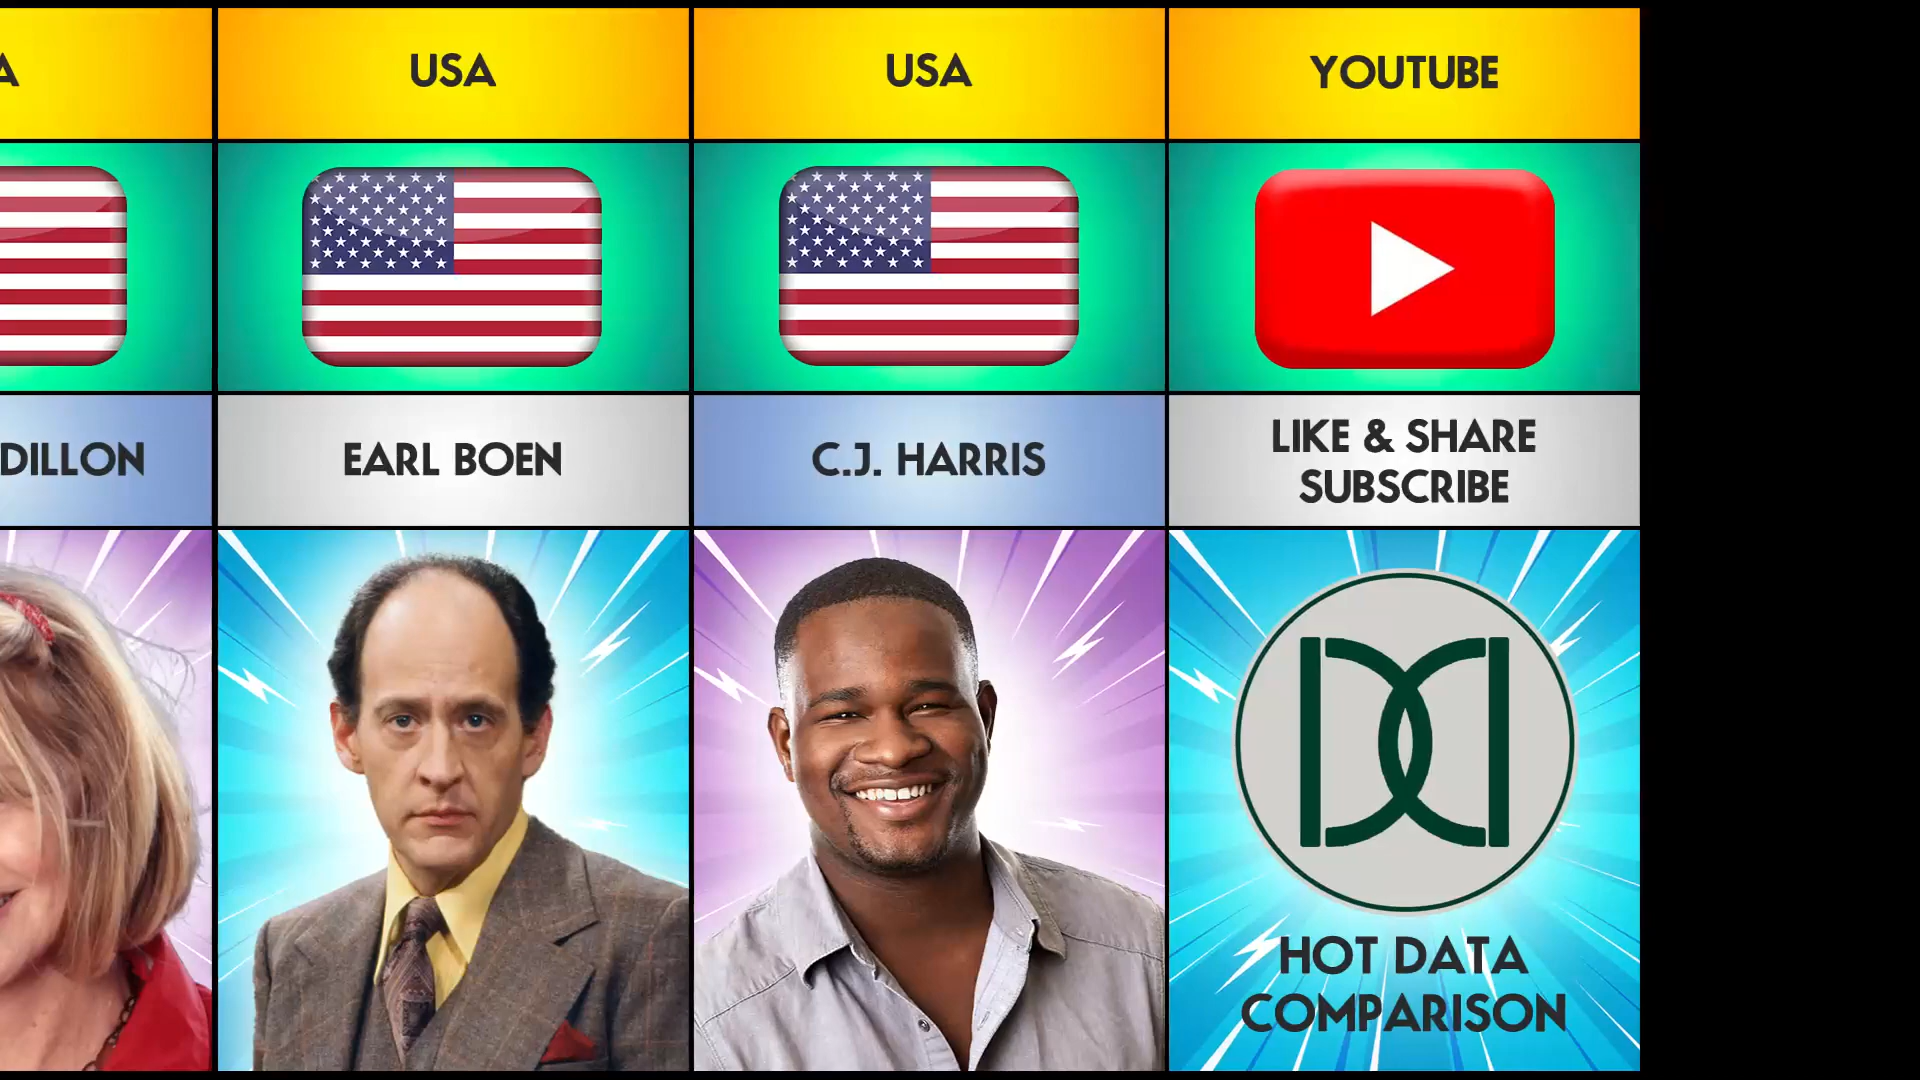 A
USA
USA
YOUTUBE
DILLON
EARL BOEN
C.J. HARRIS
LIKE & SHARE
SUBSCRIBE
HOT DATA
COMPARISON